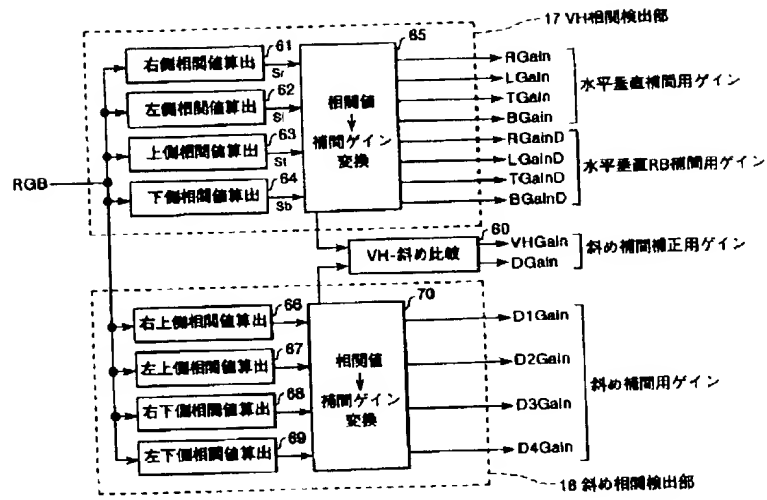 17 VH相関検出部
右側相関値算出
61
Sr
左側相関値算出
62
Sl
上側相関値算出
63
St
下側相関値算出
64
Sb
65
相関値
補間ゲイン
変換
RGB
RGain
LGain
TGain
BGain
水平垂直補間用ゲイン
RGainD
LGainD
TGainD
BGainD
水平垂直RB補間用ゲイン
60
VH-斜め比較
VHGain
DGain
斜め補間補正用ゲイン
右上側相関値算出
66
左上側相関値算出
67
右下側相関値算出
68
左下側相関値算出
69
70
相関値
補間ゲイン
変換
D1Gain
D2Gain
D3Gain
D4Gain
斜め補間用ゲイン
18 斜め相関検出部